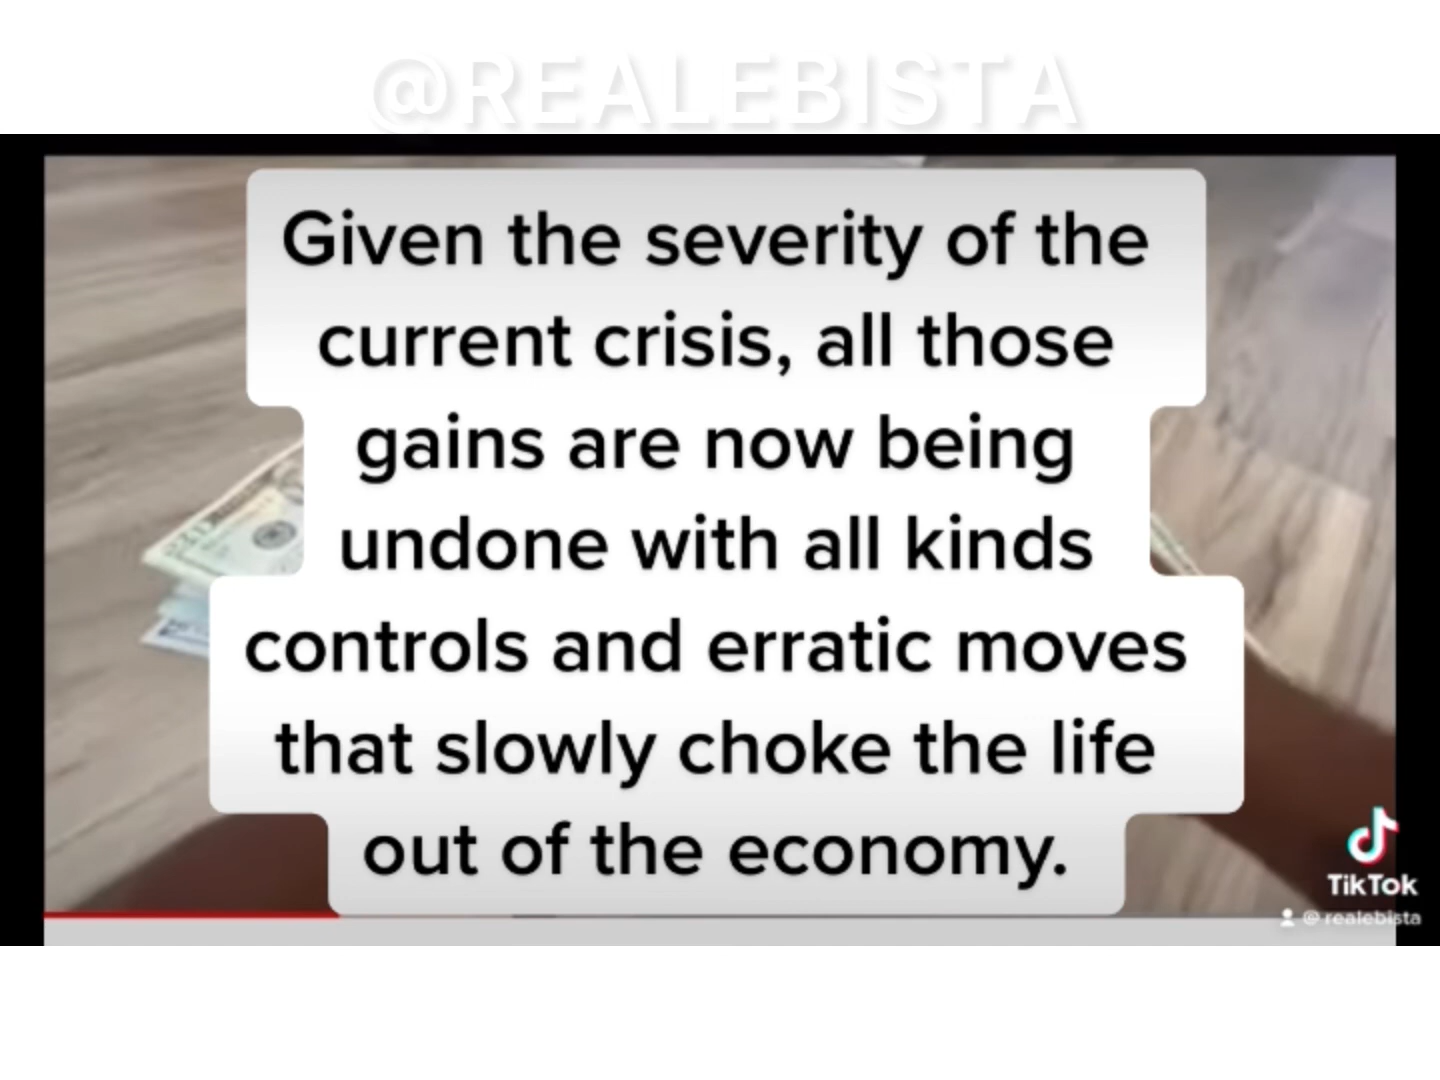 @REALEBISTA
Given the severity of the
current crisis, all those
gains are now being
undone with all kinds
controls and erratic moves
that slowly choke the life
out of the economy.
TikTok
@realebista